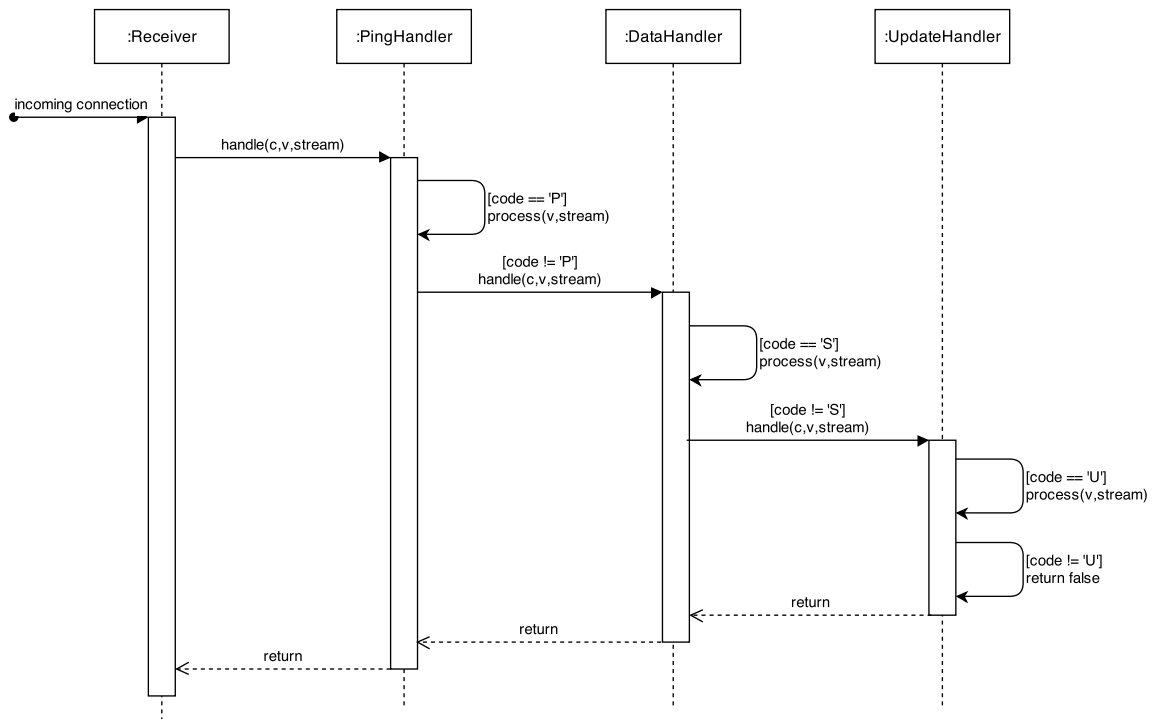 :Receiver
:PingHandler
:DataHandler
:UpdateHandler
incoming connection
handle(c,v,stream)
[code == 'P']
process(v,stream)
[code != 'P']
handle(c,v,stream)
[code == 'S']
process(v,stream)
[code != 'S']
handle(c,v,stream)
[code == 'U']
process(v,stream)
[code != 'U']
return false
return
return
return